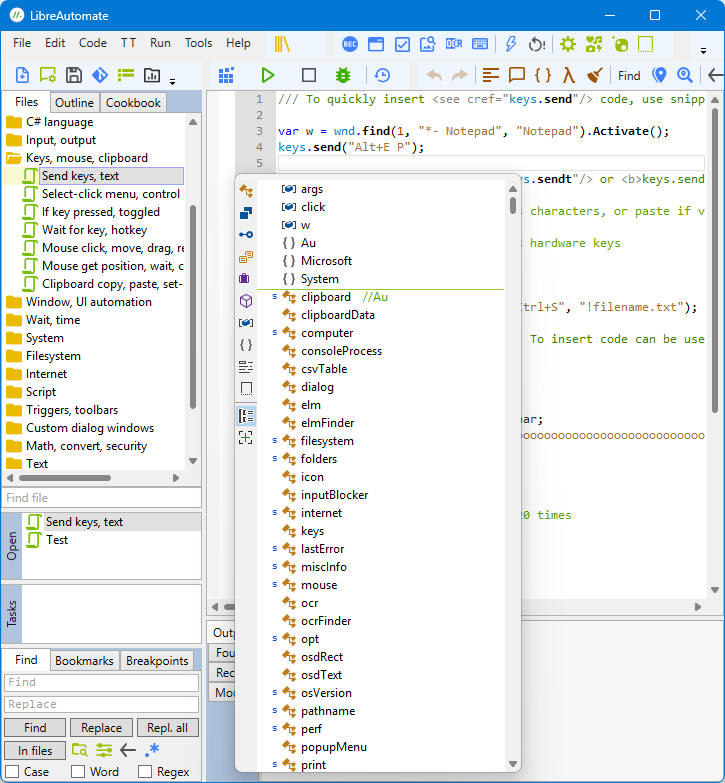 LibreAutomate
File Edit Code TT Run Tools Help
REC OCR
Files Outline Cookbook
C# language
Input, output
Keys, mouse, clipboard
Send keys, text
Select-click menu, control
If key pressed, toggled
Wait for key, hotkey
Mouse click, move, drag, re
Mouse get position, wait, c
Clipboard copy, paste, set-
Window, UI automation
Wait, time
System
Filesystem
Internet
Script
Triggers, toolbars
Custom dialog windows
Math, convert, security
Text
Find file
Open
Send keys, text
Test
Tasks
Find Bookmarks Breakpoints
Find
Replace
Find Replace Repl. all
In files
Case Word Regex
Find
1 /// To quickly insert <see cref="keys.send"/> code, use snipp
2
3 var w = wnd.find(1, "*- Notepad", "Notepad").Activate();
4 keys.send("Alt+E P");
5
ys.sendt"/> or <b>keys.send
characters, or paste if v
hardware keys
trl+S", "!filename.txt");
To insert code can be use
ar;
20 times
args
click
w
{ } Au
{ } Microsoft
{ } System
s clipboard //Au
clipboardData
s computer
consoleProcess
csvTable
dialog
elm
elmFinder
s filesystem
s folders
icon
inputBlocker
s internet
keys
s lastError
s miscInfo
s mouse
ocr
ocrFinder
s opt
osdRect
osdText
s osVersion
s pathname
s perf
popupMenu
s print
Outp
Fou
Rec
Mou